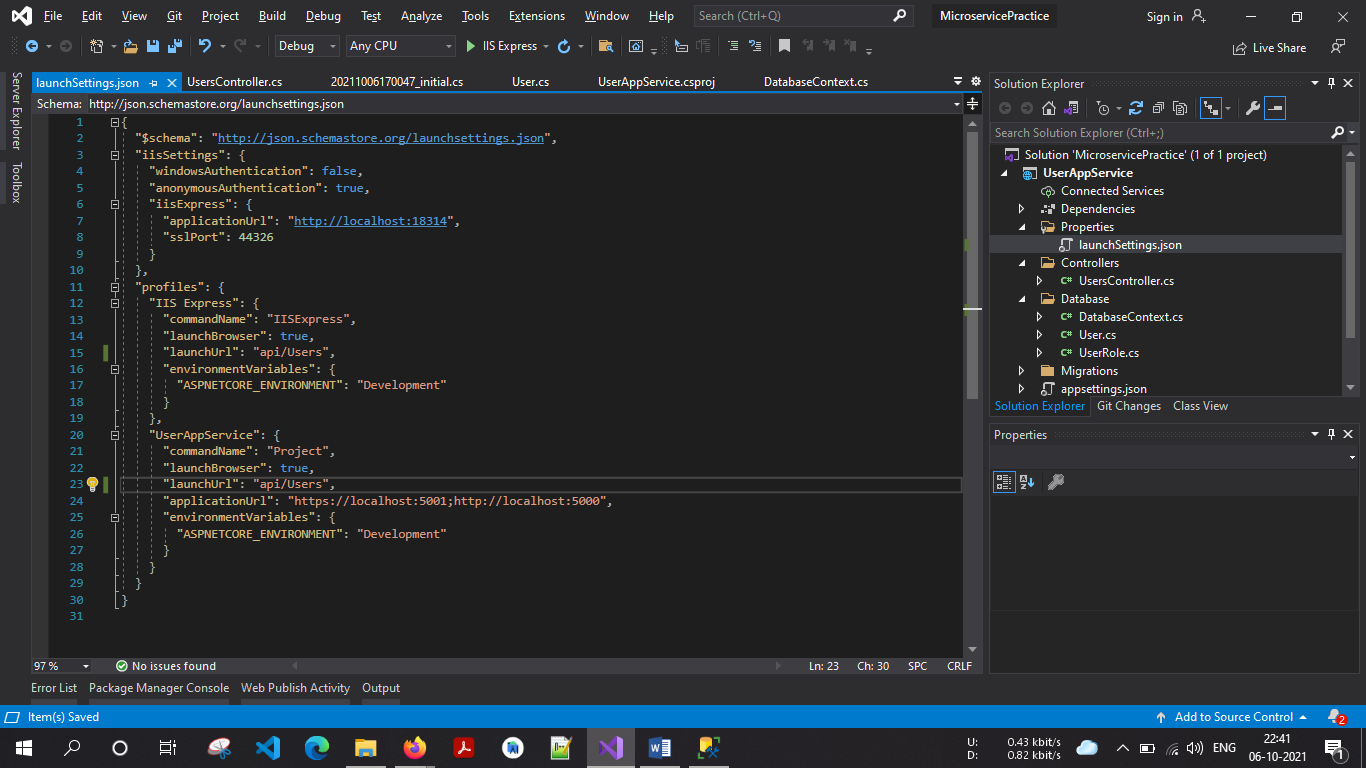 File Edit View Git Project Build Debug Test Analyze Tools Extensions Window Help Search (Ctrl+Q) MicroservicePractice Sign in
Debug Any CPU IIS Express Live Share
Server Explorer
Toolbox
launchSettings.json UsersController.cs 20211006170047_initial.cs User.cs UserAppService.csproj DatabaseContext.cs
Schema: http://json.schemastore.org/launchsettings.json
1 {
2 "$schema": "http://json.schemastore.org/launchsettings.json",
3 "iisSettings": {
4 "windowsAuthentication": false,
5 "anonymousAuthentication": true,
6 "iisExpress": {
7 "applicationUrl": "http://localhost:18314",
8 "sslPort": 44326
9 }
10 },
11 "profiles": {
12 "IIS Express": {
13 "commandName": "IISExpress",
14 "launchBrowser": true,
15 "launchUrl": "api/Users",
16 "environmentVariables": {
17 "ASPNETCORE_ENVIRONMENT": "Development"
18 }
19 },
20 "UserAppService": {
21 "commandName": "Project",
22 "launchBrowser": true,
23 "launchUrl": "api/Users",
24 "applicationUrl": "https://localhost:5001;http://localhost:5000",
25 "environmentVariables": {
26 "ASPNETCORE_ENVIRONMENT": "Development"
27 }
28 }
29 }
30 }
31
97 % No issues found Ln: 23 Ch: 30 SPC CRLF
Solution Explorer
Search Solution Explorer (Ctrl+;)
Solution 'MicroservicePractice' (1 of 1 project)
UserAppService
Connected Services
Dependencies
Properties
launchSettings.json
Controllers
UsersController.cs
Database
DatabaseContext.cs
User.cs
UserRole.cs
Migrations
appsettings.json
Solution Explorer Git Changes Class View
Properties
Error List Package Manager Console Web Publish Activity Output
Item(s) Saved Add to Source Control 2
U: 0.43 kbit/s
D: 0.82 kbit/s
ENG
22:41
06-10-2021
1